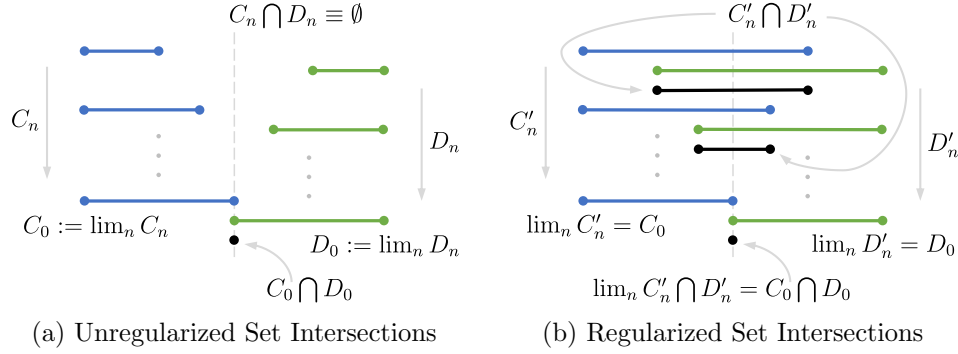 C_n ⋂ D_n ≡ ∅
C_n
D_n
C_0 := lim_n C_n
D_0 := lim_n D_n
C_0 ⋂ D_0
(a) Unregularized Set Intersections
C′_n ⋂ D′_n
C′_n
D′_n
lim_n C′_n = C_0
lim_n D′_n = D_0
lim_n C′_n ⋂ D′_n = C_0 ⋂ D_0
(b) Regularized Set Intersections